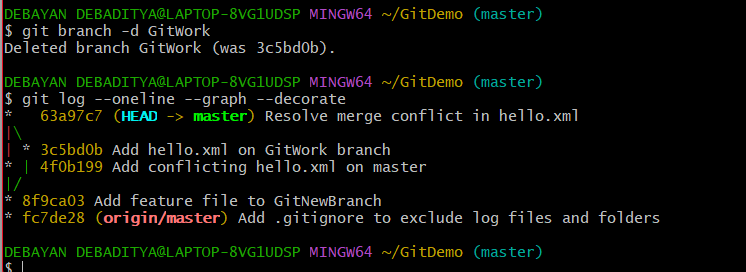 DEBAYAN DEBADITYA@LAPTOP-8VG1UDSP MINGW64 ~/GitDemo (master)
$ git branch -d GitWork
Deleted branch GitWork (was 3c5bd0b).
DEBAYAN DEBADITYA@LAPTOP-8VG1UDSP MINGW64 ~/GitDemo (master)
$ git log --oneline --graph --decorate
*   63a97c7 (HEAD -> master) Resolve merge conflict in hello.xml
|\
| * 3c5bd0b Add hello.xml on GitWork branch
* | 4f0b199 Add conflicting hello.xml on master
|/
* 8f9ca03 Add feature file to GitNewBranch
* fc7de28 (origin/master) Add .gitignore to exclude log files and folders
DEBAYAN DEBADITYA@LAPTOP-8VG1UDSP MINGW64 ~/GitDemo (master)
$